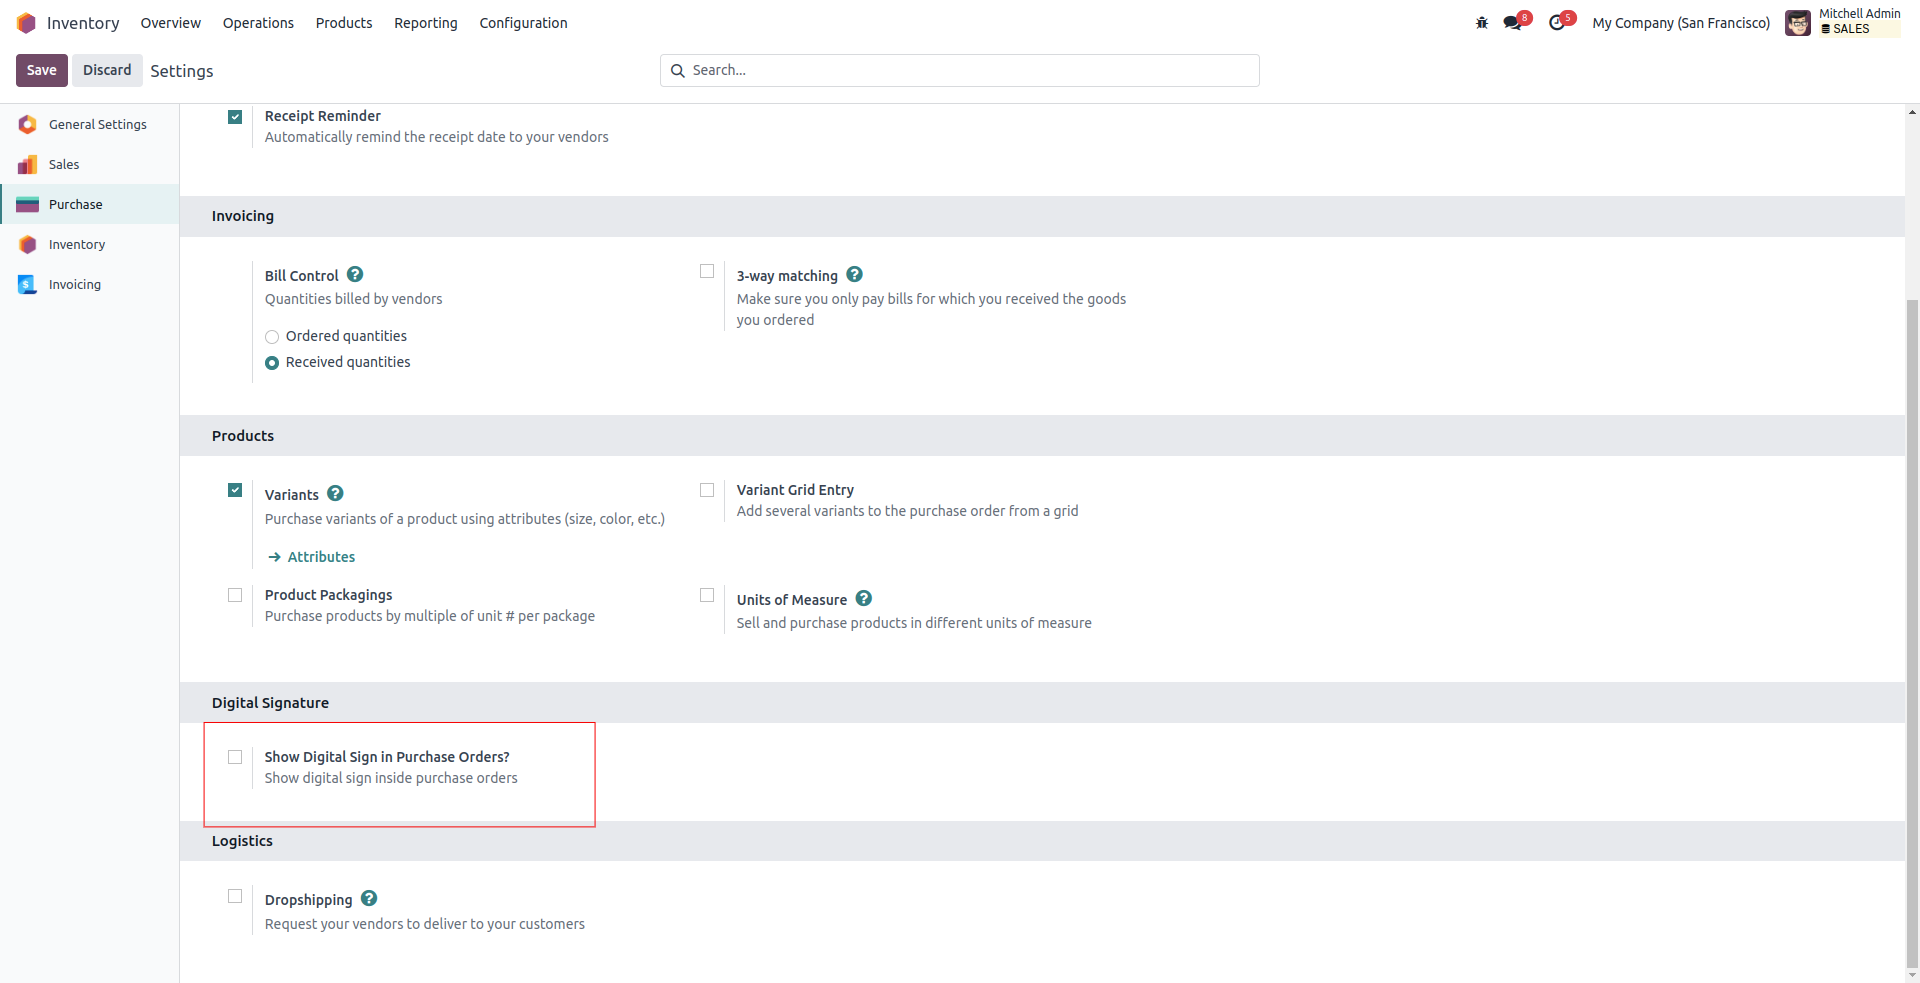 Inventory Overview Operations Products Reporting Configuration 8 5 My Company (San Francisco) Mitchell Admin
SALES
Save Discard Settings Search...
General Settings
Sales
Purchase
Inventory
Invoicing
Receipt Reminder
Automatically remind the receipt date to your vendors
Invoicing
Bill Control ?
Quantities billed by vendors
Ordered quantities
Received quantities
3-way matching ?
Make sure you only pay bills for which you received the goods
you ordered
Products
Variants ?
Purchase variants of a product using attributes (size, color, etc.)
Attributes
Variant Grid Entry
Add several variants to the purchase order from a grid
Product Packagings
Purchase products by multiple of unit # per package
Units of Measure ?
Sell and purchase products in different units of measure
Digital Signature
Show Digital Sign in Purchase Orders?
Show digital sign inside purchase orders
Logistics
Dropshipping ?
Request your vendors to deliver to your customers